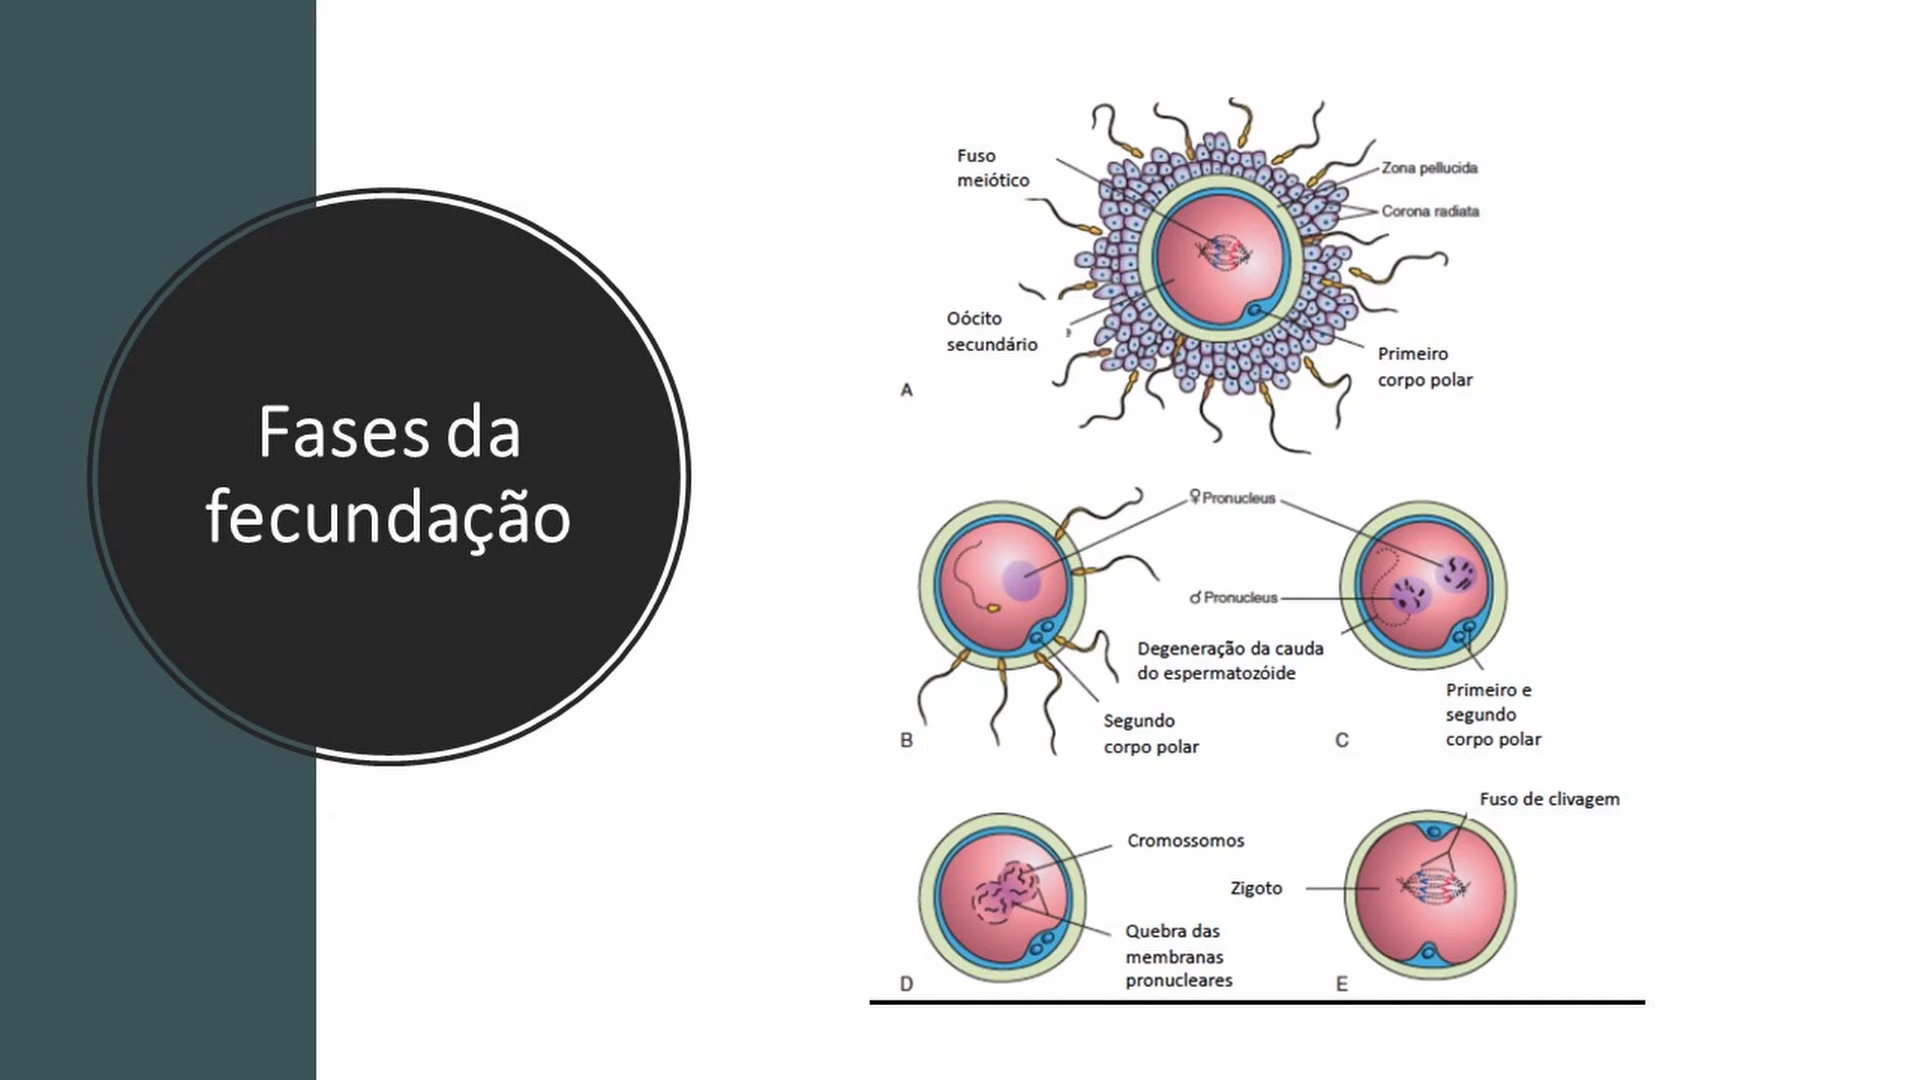 Fases da
fecundação
Fuso
meiótico
Zona pellucida
Corona radiata
Oócito
secundário
Primeiro
corpo polar
A
♀ Pronucleus
♂ Pronucleus
Degeneração da cauda
do espermatozóide
Segundo
corpo polar
B
Primeiro e
segundo
corpo polar
C
Cromossomos
Quebra das
membranas
pronucleares
D
Fuso de clivagem
Zigoto
E